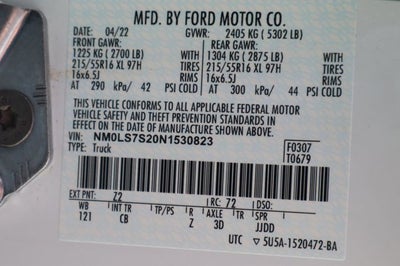 MFD. BY FORD MOTOR CO.
04/22 GVWR: 2405 KG ( 5302 LB)
DATE:
FRONT GAWR: REAR GAWR:
1225 KG ( 2700 LB) WITH 1304 KG ( 2875 LB) WITH
215/55R16 XL 97H TIRES 215/55R16 XL 97H TIRES
16x6.5J RIMS 16x6.5J RIMS
AT 290 kPa/ 42 PSI COLD AT 300 kPa/ 44 PSI COLD
THIS VEHICLE CONFORMS TO ALL APPLICABLE FEDERAL MOTOR
VEHICLE SAFETY AND BUMPER STANDARDS IN EFFECT ON THE DATE OF
MANUFACTURE SHOWN ABOVE.
VIN: NM0LS7S20N1530823 F0307
TYPE: Truck T0679
EXT PNT: Z2 RC: 72 DSO:
WB TP/PS R AXLE TR SPR
121 CB Z 3D JJDD
UTC 5U5A-1520472-BA